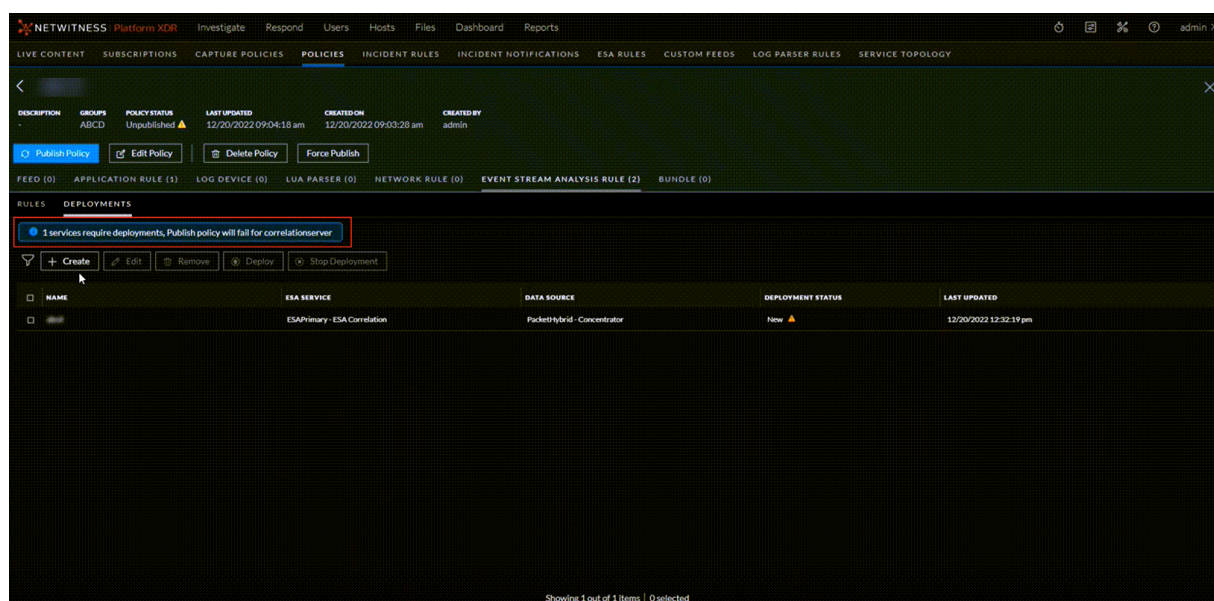 NETWITNESS Platform XDR Investigate Respond Users Hosts Files Dashboard Reports admin
LIVE CONTENT SUBSCRIPTIONS CAPTURE POLICIES POLICIES INCIDENT RULES INCIDENT NOTIFICATIONS ESA RULES CUSTOM FEEDS LOG PARSER RULES SERVICE TOPOLOGY
DESCRIPTION GROUPS POLICY STATUS LAST UPDATED CREATED ON CREATED BY
- ABCD Unpublished 12/20/2022 09:04:18 am 12/20/2022 09:03:28 am admin
Publish Policy Edit Policy Delete Policy Force Publish
FEED (0) APPLICATION RULE (1) LOG DEVICE (0) LUA PARSER (0) NETWORK RULE (0) EVENT STREAM ANALYSIS RULE (2) BUNDLE (0)
RULES DEPLOYMENTS
1 services require deployments, Publish policy will fail for correlationserver
+ Create Edit Remove Deploy Stop Deployment
NAME ESA SERVICE DATA SOURCE DEPLOYMENT STATUS LAST UPDATED
ESAPrimary - ESA Correlation PacketHybrid - Concentrator New 12/20/2022 12:32:19 pm
Showing 1 out of 1 items | 0 selected